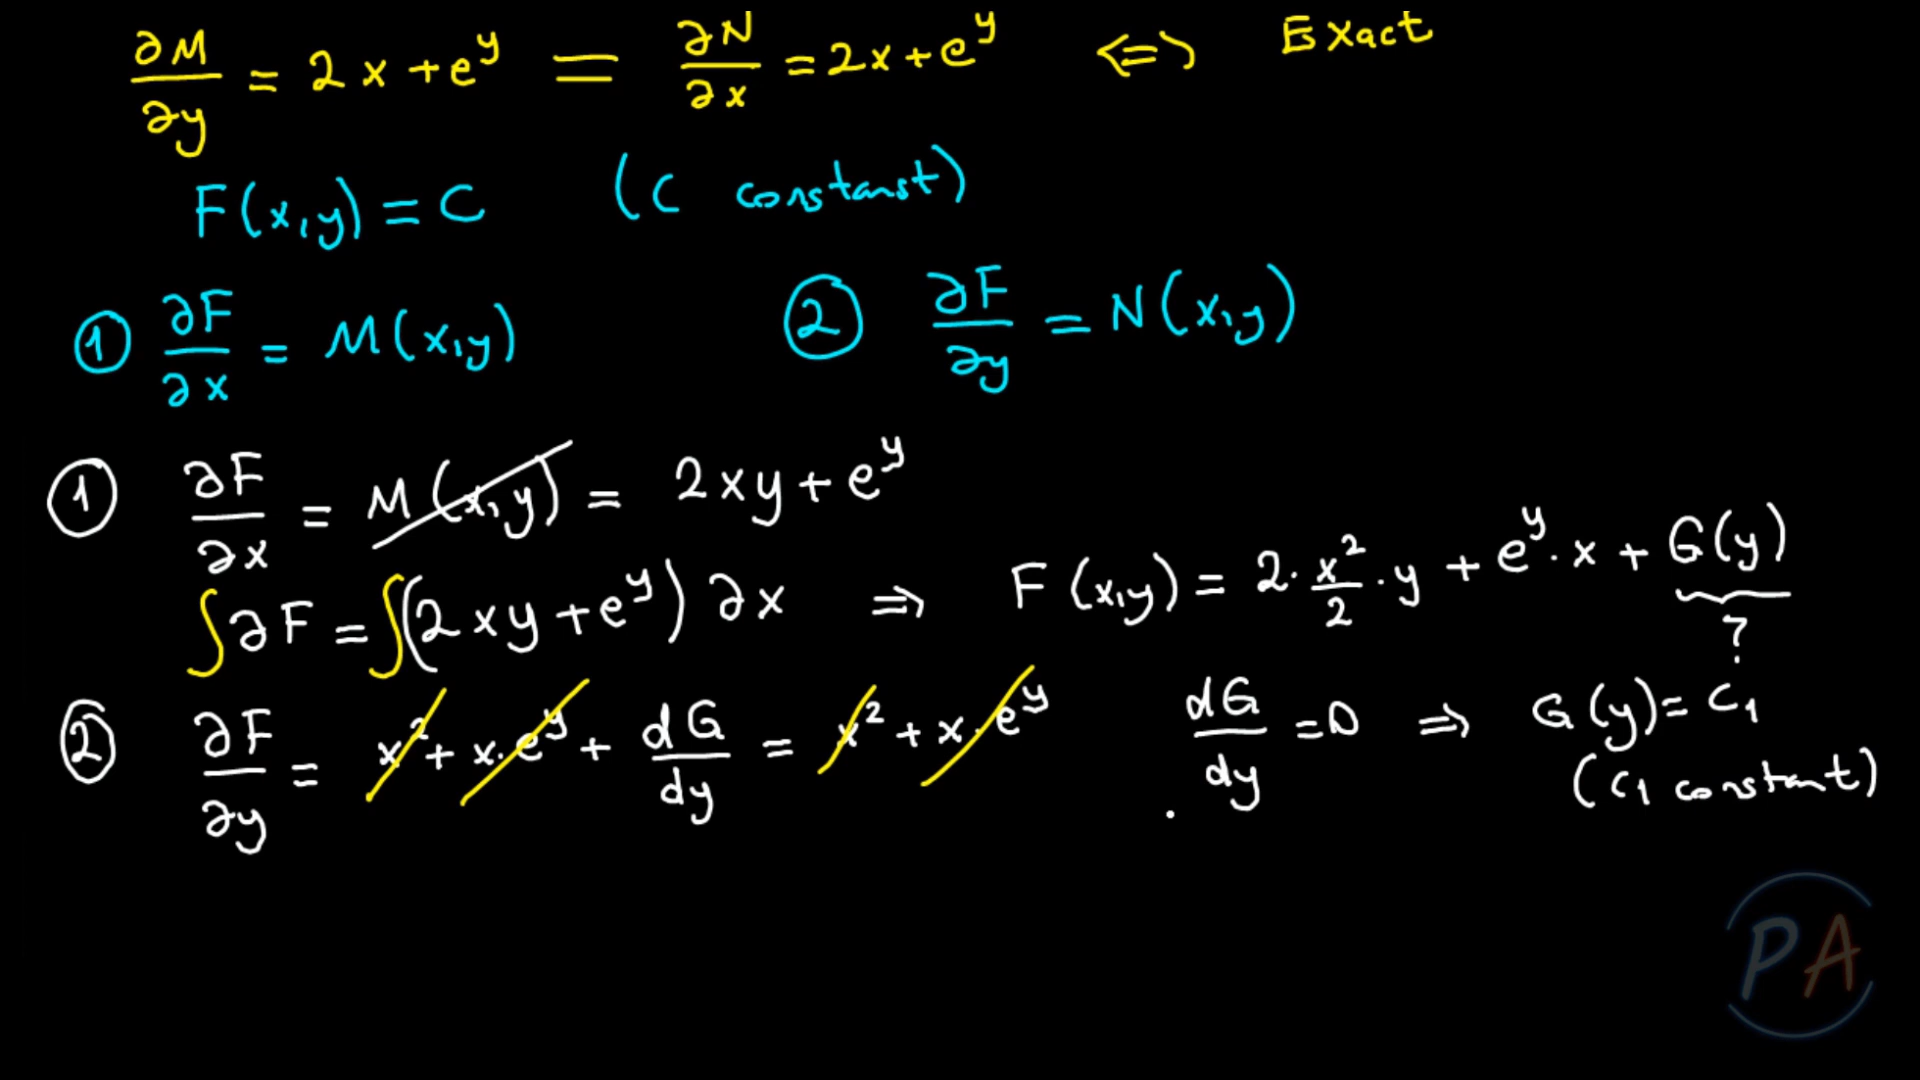 ∂M/∂y = 2x + e^y = ∂N/∂x = 2x + e^y <=> Exact
F(x,y) = C (C constant)
① ∂F/∂x = M(x,y) ② ∂F/∂y = N(x,y)
① ∂F/∂x = M(x,y) = 2xy + e^y
∫∂F = ∫(2xy + e^y) ∂x ⇒ F(x,y) = 2·x²/2·y + e^y·x + G(y)
?
② ∂F/∂y = x² + x·e^y + dG/dy = x² + x·e^y dG/dy = 0 ⇒ G(y) = C₁
(C₁ constant)
PA